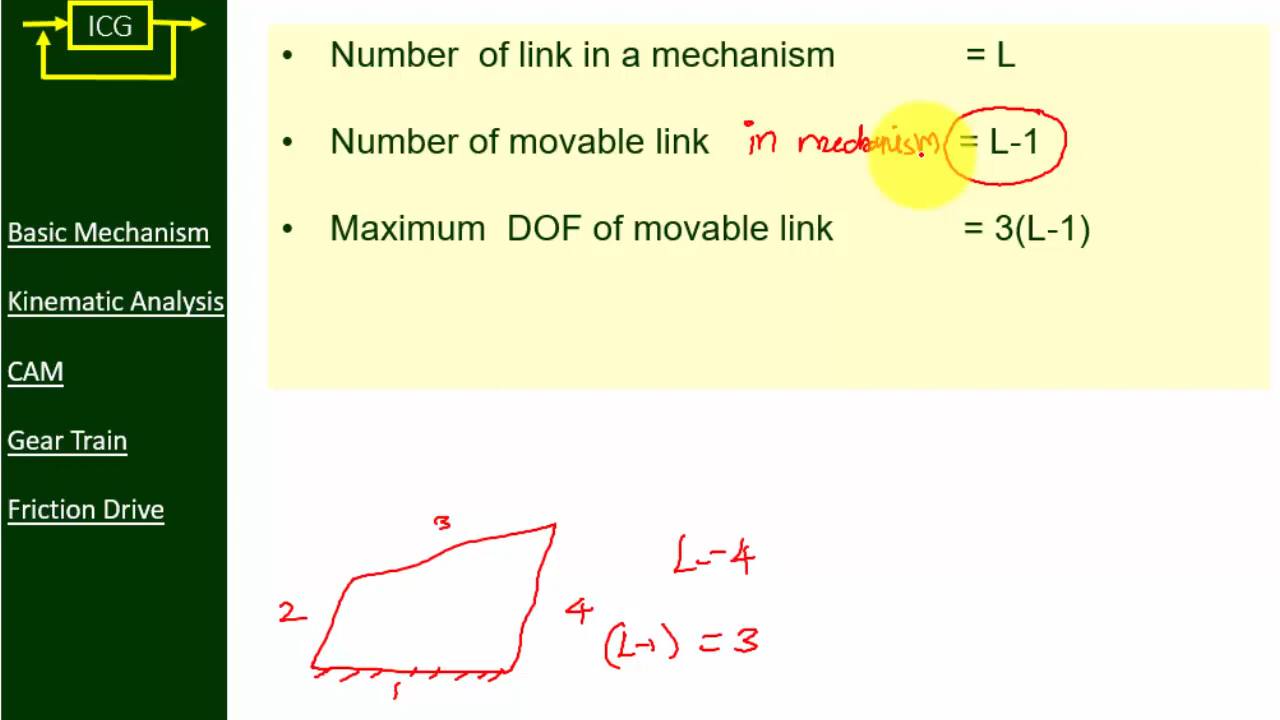 ICG
• Number of link in a mechanism = L
• Number of movable link in mechanism = L-1
• Maximum DOF of movable link = 3(L-1)
Basic Mechanism
Kinematic Analysis
CAM
Gear Train
Friction Drive
3
2
4
1
L=4
(L-1) = 3